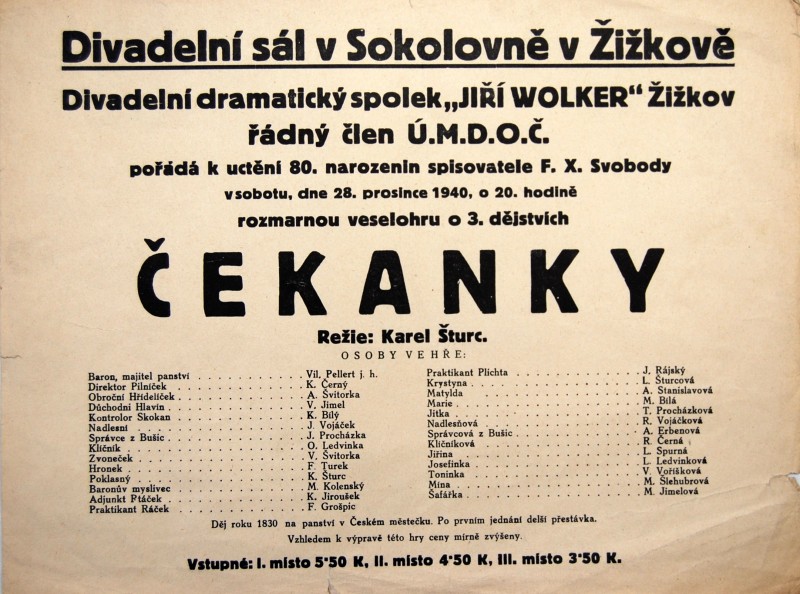 Divadelní sál v Sokolovně v Žižkově
Divadelní dramatický spolek „JIŘÍ WOLKER“ Žižkov
řádný člen Ú.M.D.O.Č.
pořádá k uctění 80. narozenin spisovatele F. X. Svobody
v sobotu, dne 28. prosince 1940, o 20. hodině
rozmarnou veselohru o 3. dějstvích
ČEKANKY
Režie: Karel Šturc.
OSOBY VE HŘE:
Baron, majitel panství . . . . . . . . . . Vil, Pellert j. h.
Direktor Pilníček . . . . . . . . . . K. Černý
Obroční Hřídelíček . . . . . . . . . . A. Švitorka
Důchodní Hlavín . . . . . . . . . . V. Jimel
Kontrolor Skokan . . . . . . . . . . K. Bílý
Nadlesní . . . . . . . . . . J. Vojáček
Správce z Bušic . . . . . . . . . . J. Procházka
Klíčník . . . . . . . . . . O. Ledvinka
Zvoneček . . . . . . . . . . V. Švitorka
Hronek . . . . . . . . . . F. Turek
Poklasný . . . . . . . . . . K. Šturc
Baronův myslivec . . . . . . . . . . M. Kolenský
Adjunkt Ptáček . . . . . . . . . . K. Jiroušek
Praktikant Ráček . . . . . . . . . . F. Grošpic
Praktikant Plichta . . . . . . . . . . J. Rájský
Krystyna . . . . . . . . . . L. Šturcová
Matylda . . . . . . . . . . A. Stanislavová
Marie . . . . . . . . . . M. Bílá
Jitka . . . . . . . . . . T. Procházková
Nadlesňová . . . . . . . . . . R. Vojáčková
Správcová z Bušic . . . . . . . . . . A. Erbenová
Klíčníková . . . . . . . . . . R. Černá
Jiřina . . . . . . . . . . L. Spurná
Josefinka . . . . . . . . . . L. Ledvinková
Toninka . . . . . . . . . . V. Voříšková
Mína . . . . . . . . . . M. Šlehubrová
Šafářka . . . . . . . . . . M. Jimelová
Děj roku 1830 na panství v Českém městečku. Po prvním jednání delší přestávka.
Vzhledem k výpravě této hry ceny mírně zvýšeny.
Vstupné: I. místo 5·50 K, II. místo 4·50 K, III. místo 3·50 K.